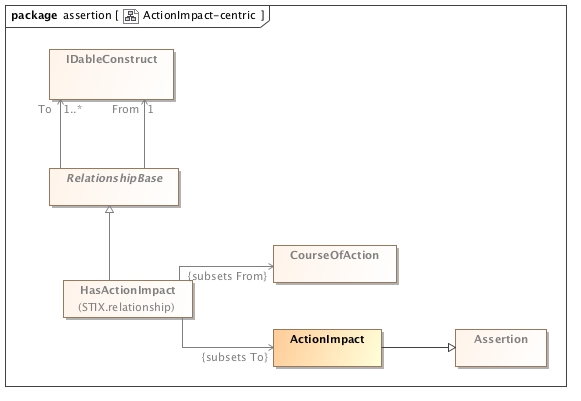 package assertion [ ActionImpact-centric ]
IDableConstruct
To 1..* From 1
RelationshipBase
CourseOfAction
{subsets From}
HasActionImpact
(STIX.relationship)
ActionImpact
Assertion
{subsets To}